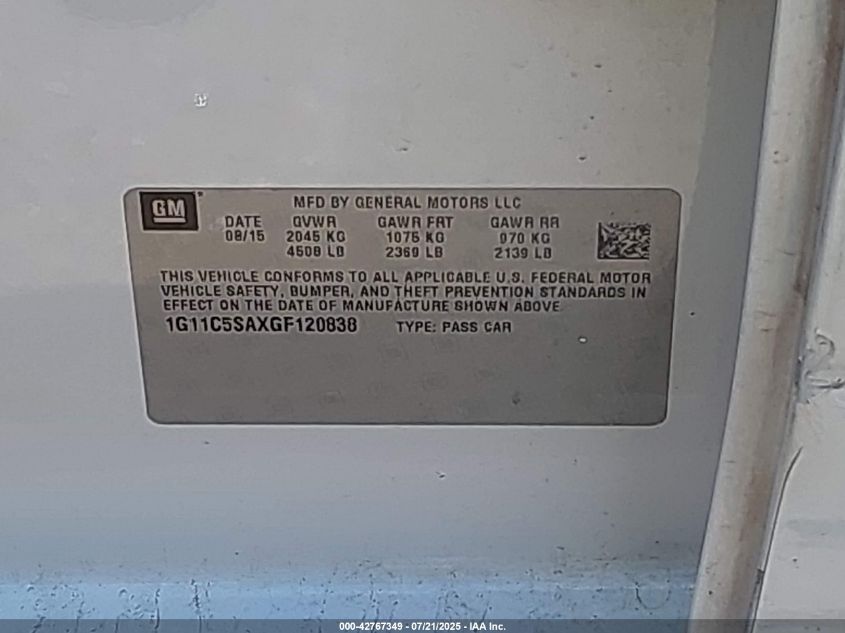 GM
MFD BY GENERAL MOTORS LLC
DATE GVWR GAWR FRT GAWR RR
08/15 2045 KG 1075 KG 970 KG
4508 LB 2369 LB 2139 LB
THIS VEHICLE CONFORMS TO ALL APPLICABLE U.S. FEDERAL MOTOR
VEHICLE SAFETY, BUMPER, AND THEFT PREVENTION STANDARDS IN
EFFECT ON THE DATE OF MANUFACTURE SHOWN ABOVE.
1G11C5SAXGF120838 TYPE: PASS CAR
000-42767349 - 07/21/2025 - IAA Inc.